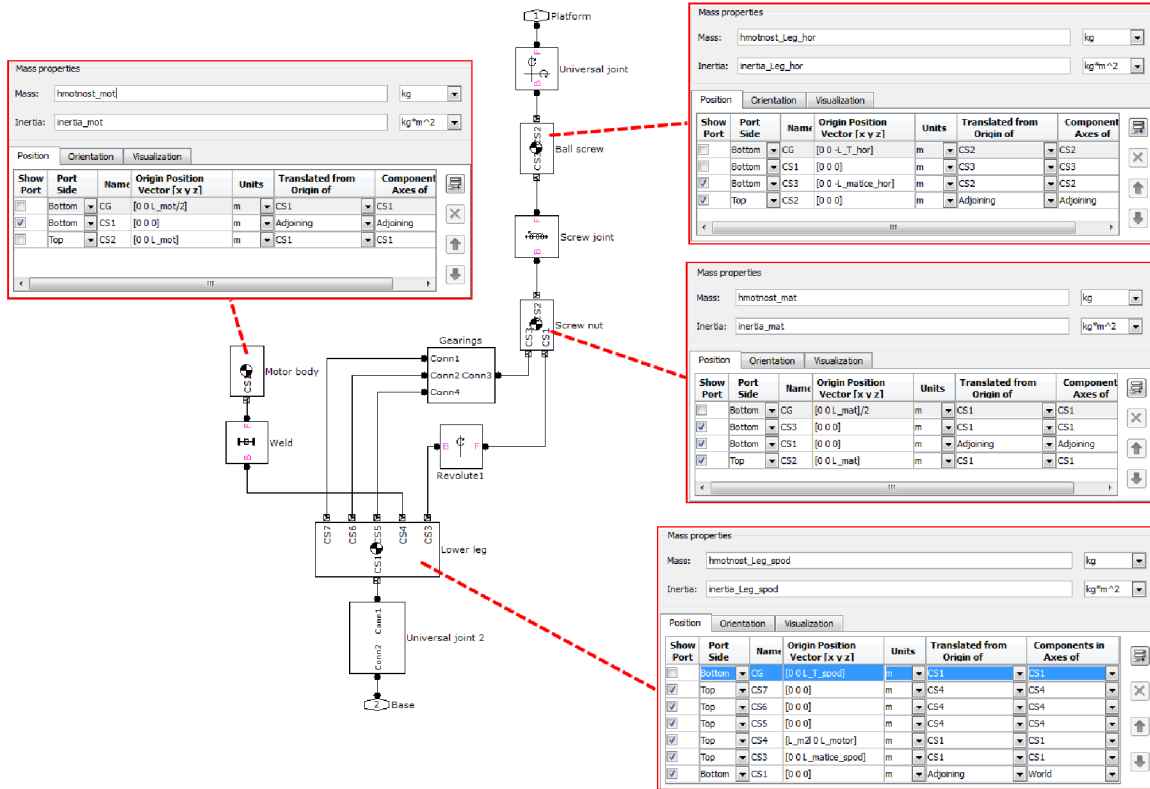 1 Platform
F
B
Universal joint
CS2
CS3
Ball screw
F
B
Screw joint
CS2
CS3
CS1
Screw nut
Gearings
Conn1
Conn2 Conn3
Conn4
Motor body
F
B
Weld
B
F
Revolute1
CS7
CS6
CS5
CS4
CS3
CS1
Lower leg
Conn1
Conn2
Universal joint 2
2 Base
Mass properties
Mass: hmotnost_mot kg
Inertia: inertia_mot kg*m^2
Position Orientation Visualization
Show Port Port Side Name Origin Position Vector [x y z] Units Translated from Origin of Component Axes of
Bottom CG [0 0 L_mot/2] m CS1 CS1
Bottom CS1 [0 0 0] m Adjoining Adjoining
Top CS2 [0 0 L_mot] m CS1 CS1
Mass properties
Mass: hmotnost_Leg_hor kg
Inertia: inertia_Leg_hor kg*m^2
Position Orientation Visualization
Show Port Port Side Name Origin Position Vector [x y z] Units Translated from Origin of Component Axes of
Bottom CG [0 0 -L_T_hor] m CS2 CS2
Bottom CS1 [0 0 0] m CS3 CS3
Bottom CS3 [0 0 -L_matice_hor] m CS2 CS2
Top CS2 [0 0 0] m Adjoining Adjoining
Mass properties
Mass: hmotnost_mat kg
Inertia: inertia_mat kg*m^2
Position Orientation Visualization
Show Port Port Side Name Origin Position Vector [x y z] Units Translated from Origin of Component Axes of
Bottom CG [0 0 L_mat]/2 m CS1 CS1
Bottom CS3 [0 0 0] m CS1 CS1
Bottom CS1 [0 0 0] m Adjoining Adjoining
Top CS2 [0 0 L_mat] m CS1 CS1
Mass properties
Mass: hmotnost_Leg_spod kg
Inertia: inertia_Leg_spod kg*m^2
Position Orientation Visualization
Show Port Port Side Name Origin Position Vector [x y z] Units Translated from Origin of Components in Axes of
Bottom CG [0 0 L_T_spod] m CS1 CS1
Top CS7 [0 0 0] m CS4 CS4
Top CS6 [0 0 0] m CS4 CS4
Top CS5 [0 0 0] m CS4 CS4
Top CS4 [L_m2l 0 L_motor] m CS1 CS1
Top CS3 [0 0 L_matice_spod] m CS1 CS1
Bottom CS1 [0 0 0] m Adjoining World